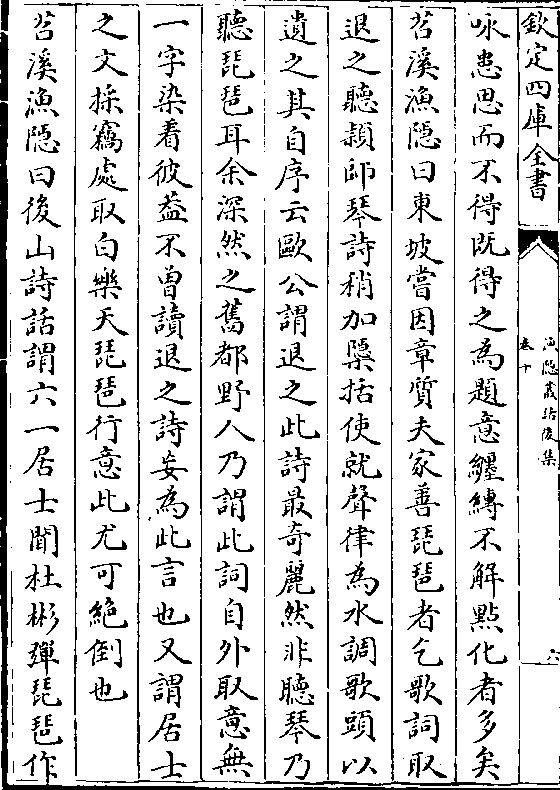 欽定四庫全書
漁隱叢話後集
卷十
六
咏患思而不得既得之為題意纒縛不解點化者多矣
苕溪漁隠曰東坡嘗因章質夫家善琵琶者乞歌詞取
退之聽頴師琴詩稍加櫽括使就聲律為水調歌頭以
遺之其自序云歐公謂退之此詩最奇麗然非聽琴乃
聽琵琶耳余深然之舊都野人乃謂此詞自外取意無
一字染着彼葢不曽讀退之詩妄為此言也又謂居士
之文採竊處取白樂天琵琶行意此尤可絶倒也
苕溪漁隠曰後山詩話謂六一居士聞杜彬彈琵琶作